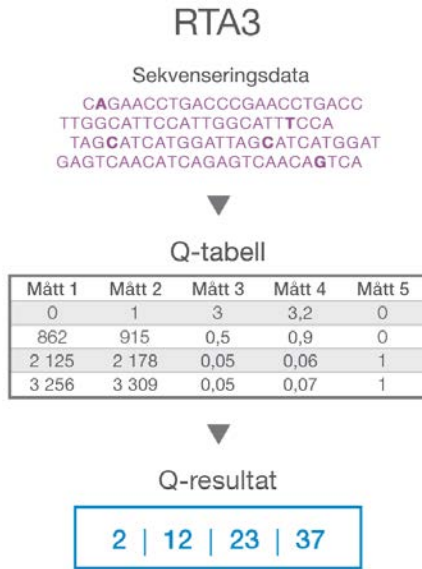 RTA3
Sekvenseringsdata
CAGAACCTGACCCGAACCTGACC
TTGGCATTCCATTGGCATTTCCA
TAGCATCATGGATTAGCATCATGGAT
GAGTCAACATCAGAGTCAACAGTCA
Q-tabell
Mått 1 Mått 2 Mått 3 Mått 4 Mått 5
0 1 3 3,2 0
862 915 0,5 0,9 0
2 125 2 178 0,05 0,06 1
3 256 3 309 0,05 0,07 1
Q-resultat
2 | 12 | 23 | 37